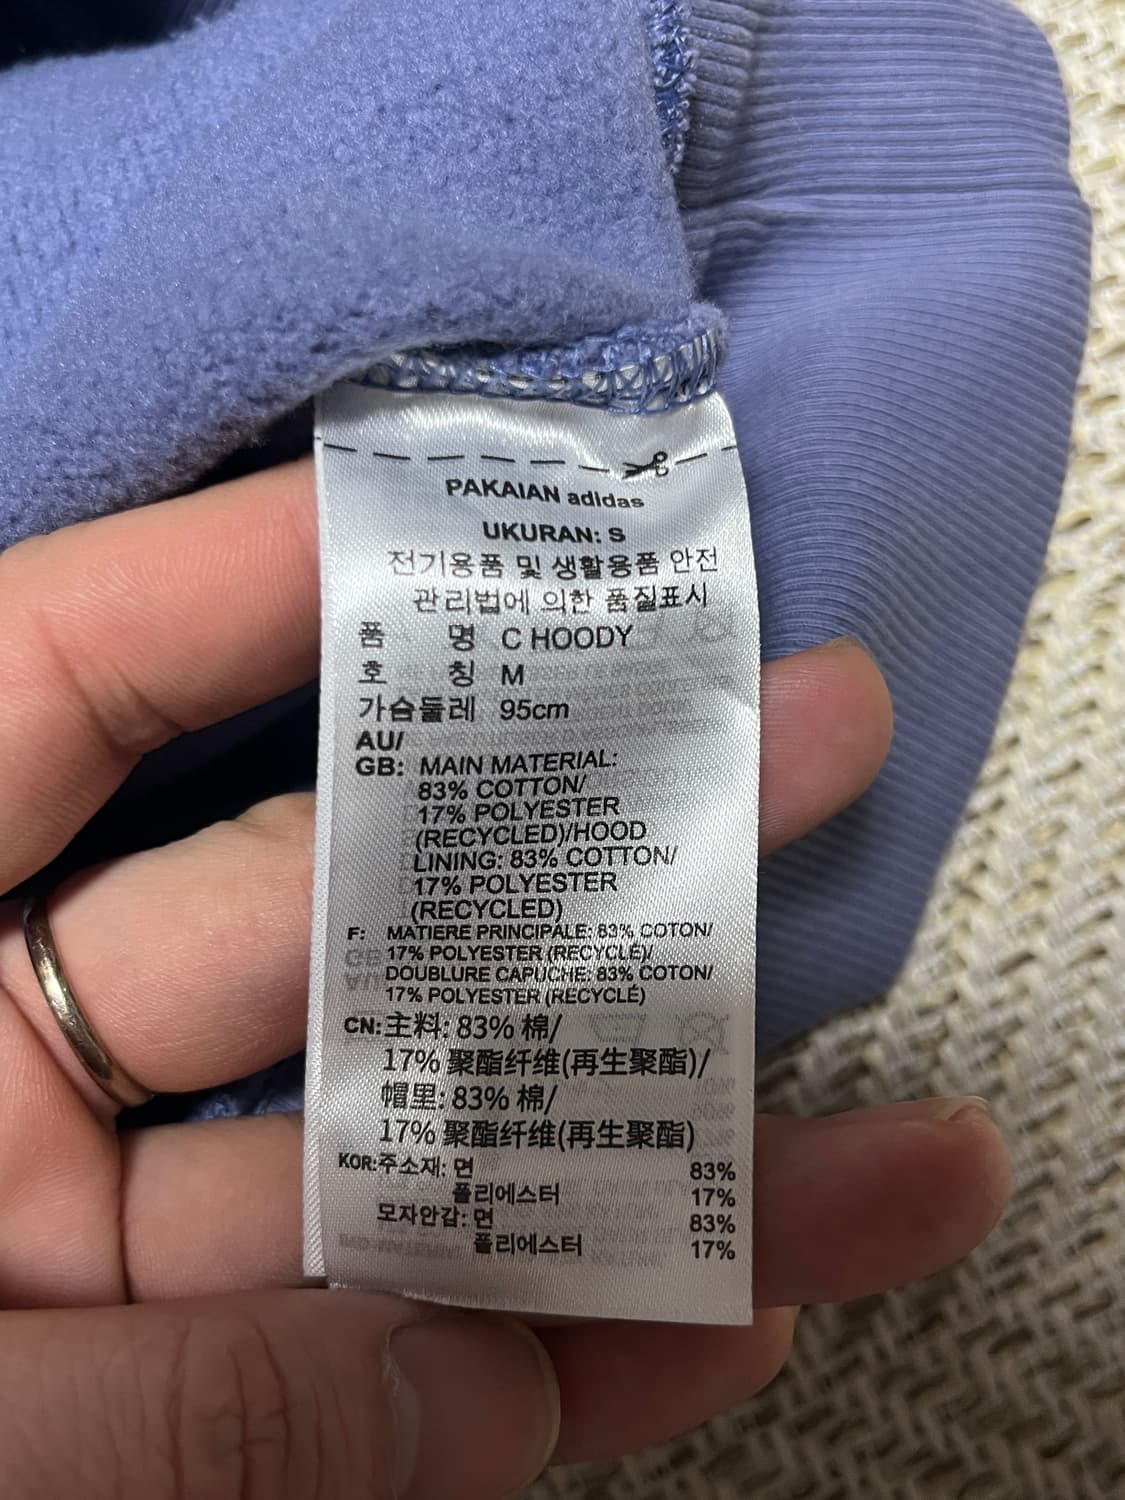 PAKAIAN adidas
UKURAN: S
전기용품 및 생활용품 안전
관리법에 의한 품질표시
품 명 C HOODY
호 칭 M
가슴둘레 95cm
AU/
GB: MAIN MATERIAL:
83% COTTON/
17% POLYESTER
(RECYCLED)/HOOD
LINING: 83% COTTON/
17% POLYESTER
(RECYCLED)
F: MATIERE PRINCIPALE: 83% COTON/
17% POLYESTER (RECYCLÉ)/
DOUBLURE CAPUCHE: 83% COTON/
17% POLYESTER (RECYCLÉ)
CN: 主料: 83% 棉/
17% 聚酯纤维(再生聚酯)/
帽里: 83% 棉/
17% 聚酯纤维(再生聚酯)
KOR: 주소재: 면 83%
폴리에스터 17%
모자안감: 면 83%
폴리에스터 17%